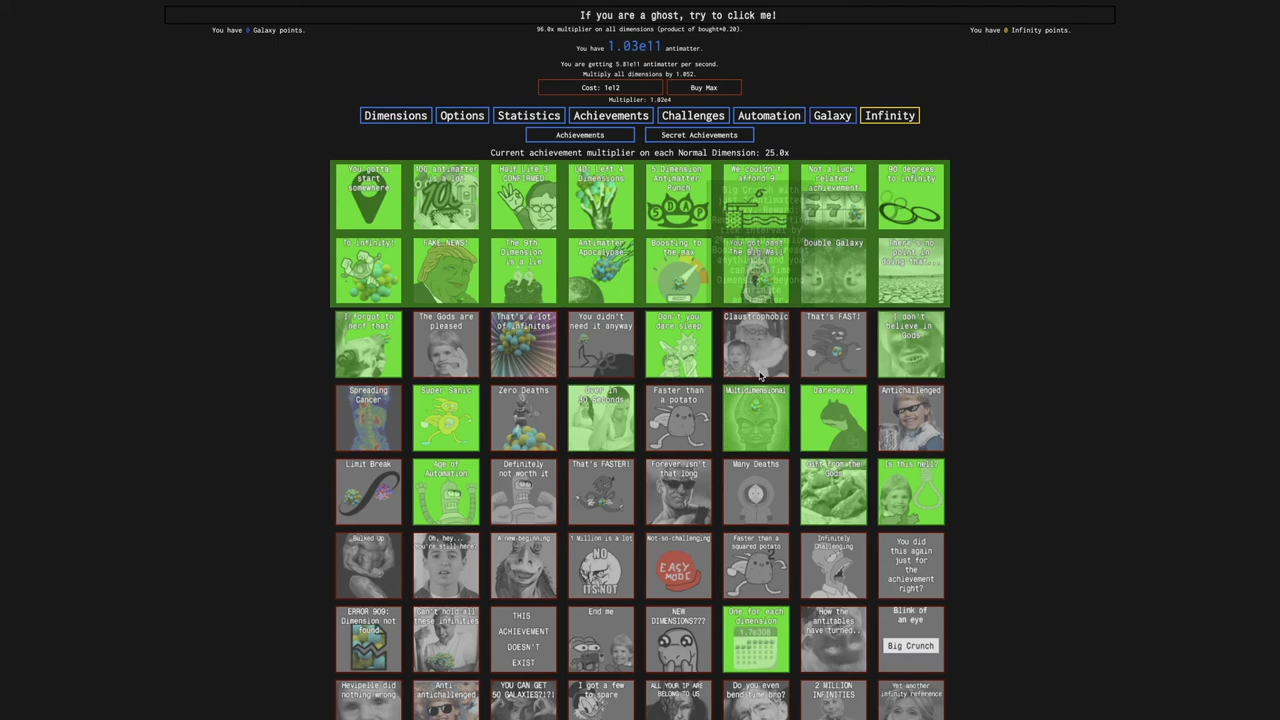 If you are a ghost, try to click me!
You have 0 Galaxy points.
96.0x multiplier on all dimensions (product of bought*0.20).
You have 0 Infinity points.
You have 1.03e11 antimatter.
You are getting 5.81e11 antimatter per second.
Multiply all dimensions by 1.052.
Cost: 1e12
Buy Max
Multiplier: 1.02e4
Dimensions
Options
Statistics
Achievements
Challenges
Automation
Galaxy
Infinity
Achievements
Secret Achievements
Current achievement multiplier on each Normal Dimension: 25.0x
You gotta start somewhere
100 antimatter is a lot
Half Life 3 CONFIRMED
L4D: Left 4 Dimensions
5 Dimension Antimatter Punch
5 D A P
We couldn't afford 9
Not a luck related achievement
90 degrees to infinity
To infinity!
FAKE NEWS!
The 9th Dimension is a lie
99
Antimatter Apocalypse
Boosting to the max
You got past the Big Wall
Double Galaxy
There's no point in doing that...
I forgot to nerf that
The Gods are pleased
That's a lot of infinites
You didn't need it anyway
Don't you dare sleep
Claustrophobic
That's FAST!
I don't believe in Gods
Spreading Cancer
Super Sanic
Zero Deaths
Over in 30 seconds
Faster than a potato
Multidimensional
Daredevil
Antichallenged
Limit Break
Age of Automation
Definitely not worth it
That's FASTER!
Forever isn't that long
Many Deaths
Gift from the Gods
Is this hell?
Bulked Up
Oh, hey... You're still here?
A new beginning
1 Million is a lot
NO ITS NOT
Not-so-challenging
EASY MODE
Faster than a squared potato
Infinitely Challenging
You did this again just for the achievement right?
ERROR 909: Dimension not found
Can't hold all these infinities
THIS ACHIEVEMENT DOESN'T EXIST
End me
NEW DIMENSIONS???
One for each dimension
1.7e308
How the antitables have turned..
Blink of an eye
Big Crunch
Hevipelle did nothing wrong
Anti-antichallenged
YOU CAN GET 50 GALAXIES?!?!
I got a few to spare
ALL YOUR IP ARE BELONG TO US
Do you even bend time bro?
2 MILLION INFINITIES
Yet another infinity reference